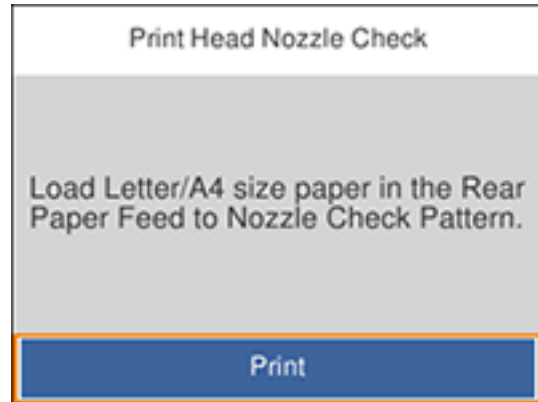 Print Head Nozzle Check
Load Letter/A4 size paper in the Rear
Paper Feed to Nozzle Check Pattern.
Print